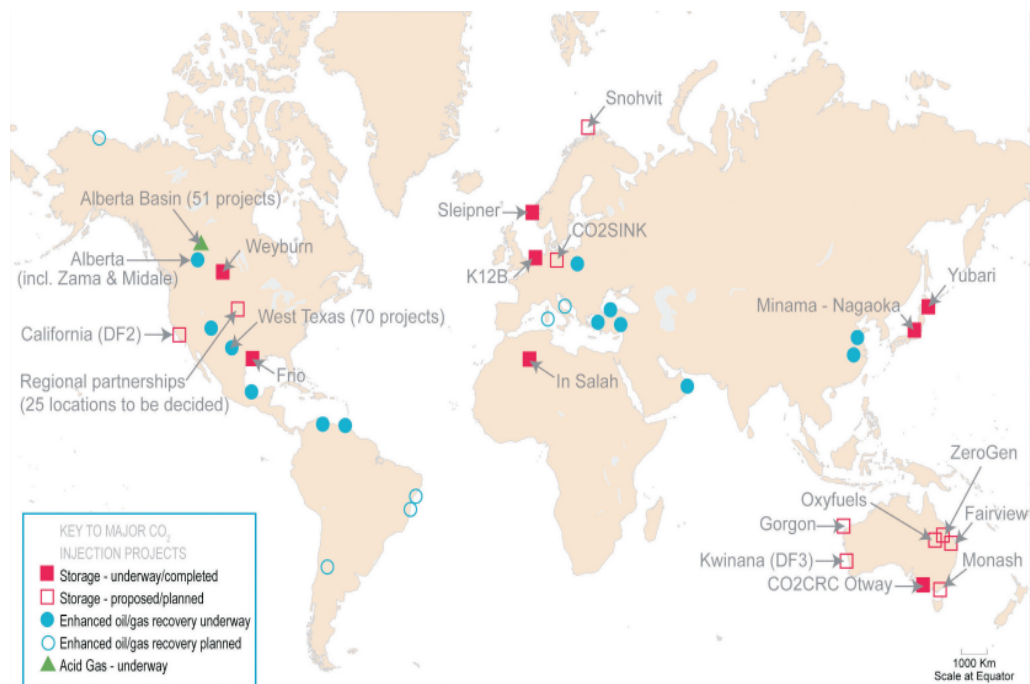 Snohvit
Alberta Basin (51 projects)
Sleipner
CO2SINK
Alberta
(incl. Zama & Midale)
Weyburn
K12B
Yubari
Minama - Nagaoka
California (DF2)
West Texas (70 projects)
Regional partnerships
(25 locations to be decided)
Frio
In Salah
ZeroGen
Oxyfuels
Fairview
Gorgon
Kwinana (DF3)
Monash
CO2CRC Otway
KEY TO MAJOR CO₂
INJECTION PROJECTS
Storage - underway/completed
Storage - proposed/planned
Enhanced oil/gas recovery underway
Enhanced oil/gas recovery planned
Acid Gas - underway
1000 Km
Scale at Equator